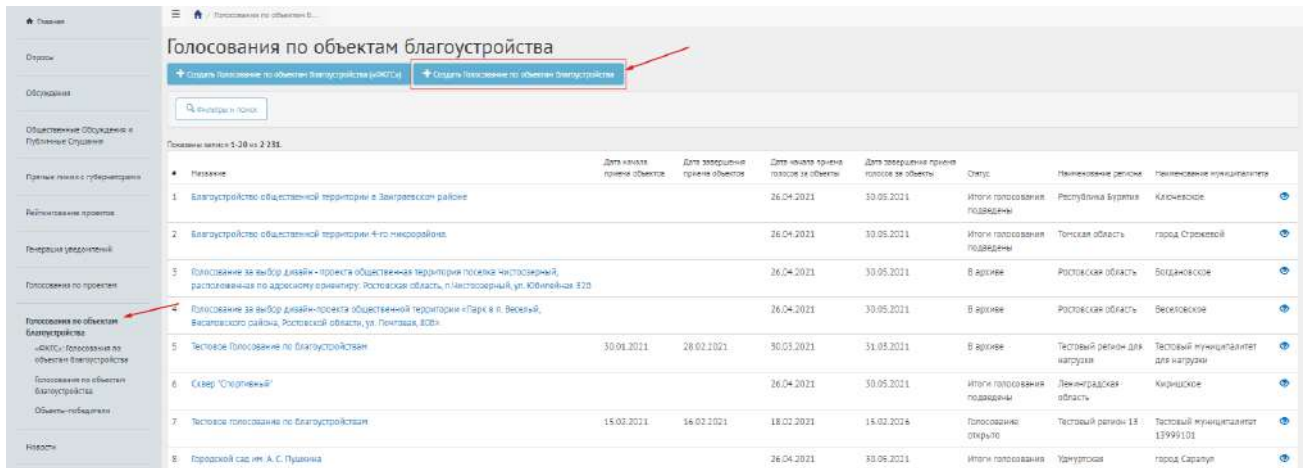 Главная
Опросы
Обсуждения
Общественные Обсуждения и
Публичные Слушания
Прямые линии с губернаторами
Рейтингование проектов
Генерация уведомлений
Голосования по проектам
Голосования по объектам
благоустройства
«ФКГС»: Голосования по
объектам благоустройства
Голосования по объектам
благоустройства
Объекты-победители
Новости
/ Голосования по объектам б...
Голосования по объектам благоустройства
+ Создать Голосование по объектам благоустройства («ФКГС»)
+ Создать Голосование по объектам благоустройства
Фильтры и поиск
Показаны записи 1-20 из 2 231.
# Название Дата начала приема объектов Дата завершения приема объектов Дата начала приема голосов за объекты Дата завершения приема голосов за объекты Статус Наименование региона Наименование муниципалитета
1 Благоустройство общественной территории в Заиграевском районе 26.04.2021 30.05.2021 Итоги голосования Республика Бурятия Ключевское
подведены
2 Благоустройство общественной территории 4-го микрорайона 26.04.2021 30.05.2021 Итоги голосования Томская область город Стрежевой
подведены
3 Голосование за выбор дизайн - проекта общественная территория поселка Чистоозерный, 26.04.2021 30.05.2021 В архиве Ростовская область Богдановское
расположенная по адресному ориентиру: Ростовская область, п.Чистоозерный, ул. Юбилейная 32б
4 Голосование за выбор дизайн-проекта общественной территории «Парк в п. Веселый, 26.04.2021 30.05.2021 В архиве Ростовская область Веселовское
Веселовского района, Ростовской области, ул. Почтовая,
5 Тестовое Голосование по благоустройствам 30.01.2021 28.02.2021 30.03.2021 31.03.2021 В архиве Тестовый регион для Тестовый муниципалитет
нагрузки для нагрузки
6 Сквер "Спортивный" 26.04.2021 30.05.2021 Итоги голосования Ленинградская Киришское
подведены область
7 Тестовое голосование по благоустройствам 15.02.2021 16.02.2021 18.02.2021 15.02.2026 Голосование Тестовый регион 13 Тестовый муниципалитет
открыто 13999101
8 Городской сад им. А. С. Пушкина 26.04.2021 30.05.2021 Итоги голосования Удмуртская город Сарапул